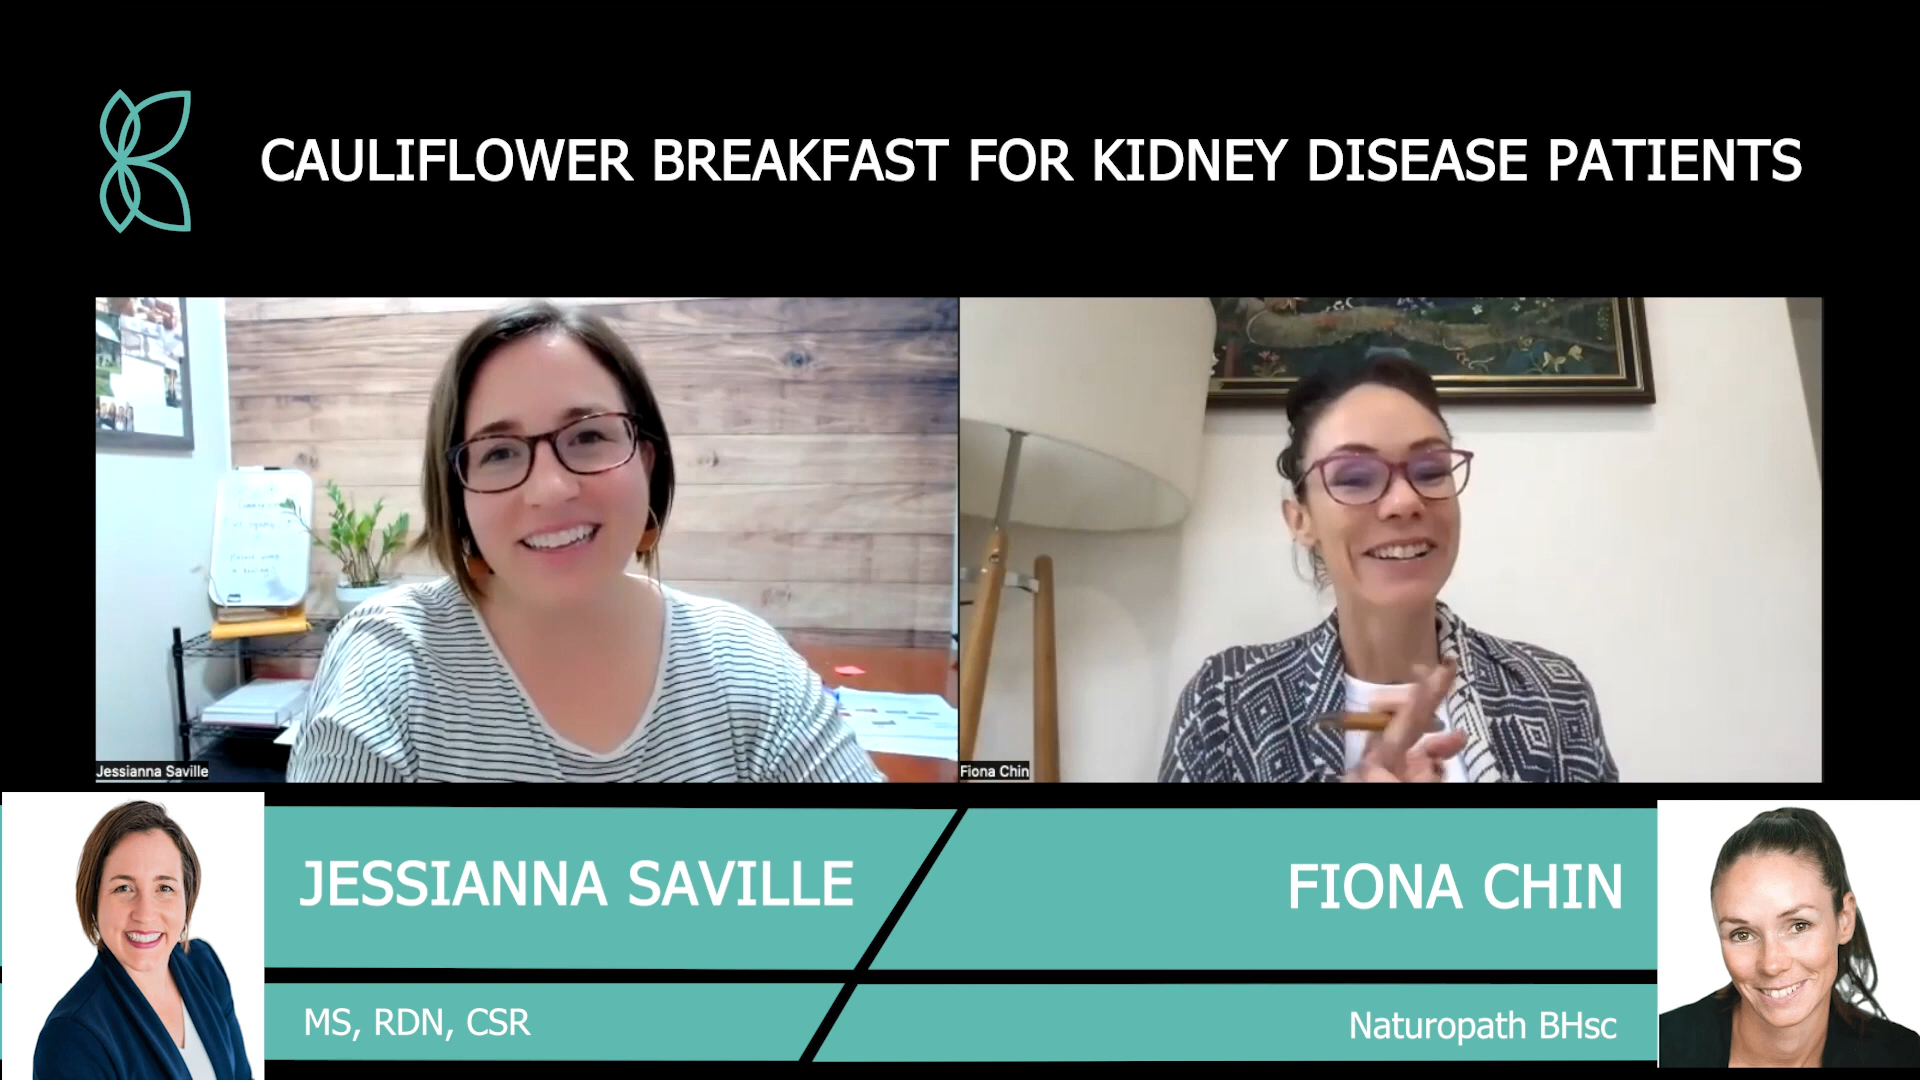 CAULIFLOWER BREAKFAST FOR KIDNEY DISEASE PATIENTS
Jessianna Saville
Fiona Chin
JESSIANNA SAVILLE
FIONA CHIN
MS, RDN, CSR
Naturopath BHsc